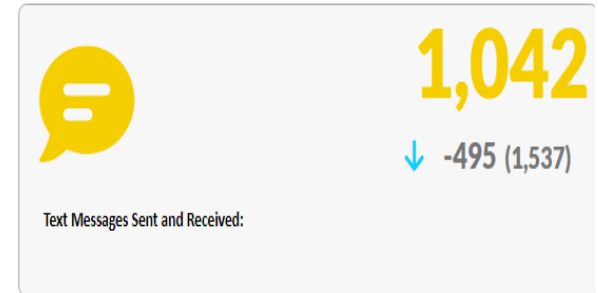 1,042
-495 (1,537)
Text Messages Sent and Received: